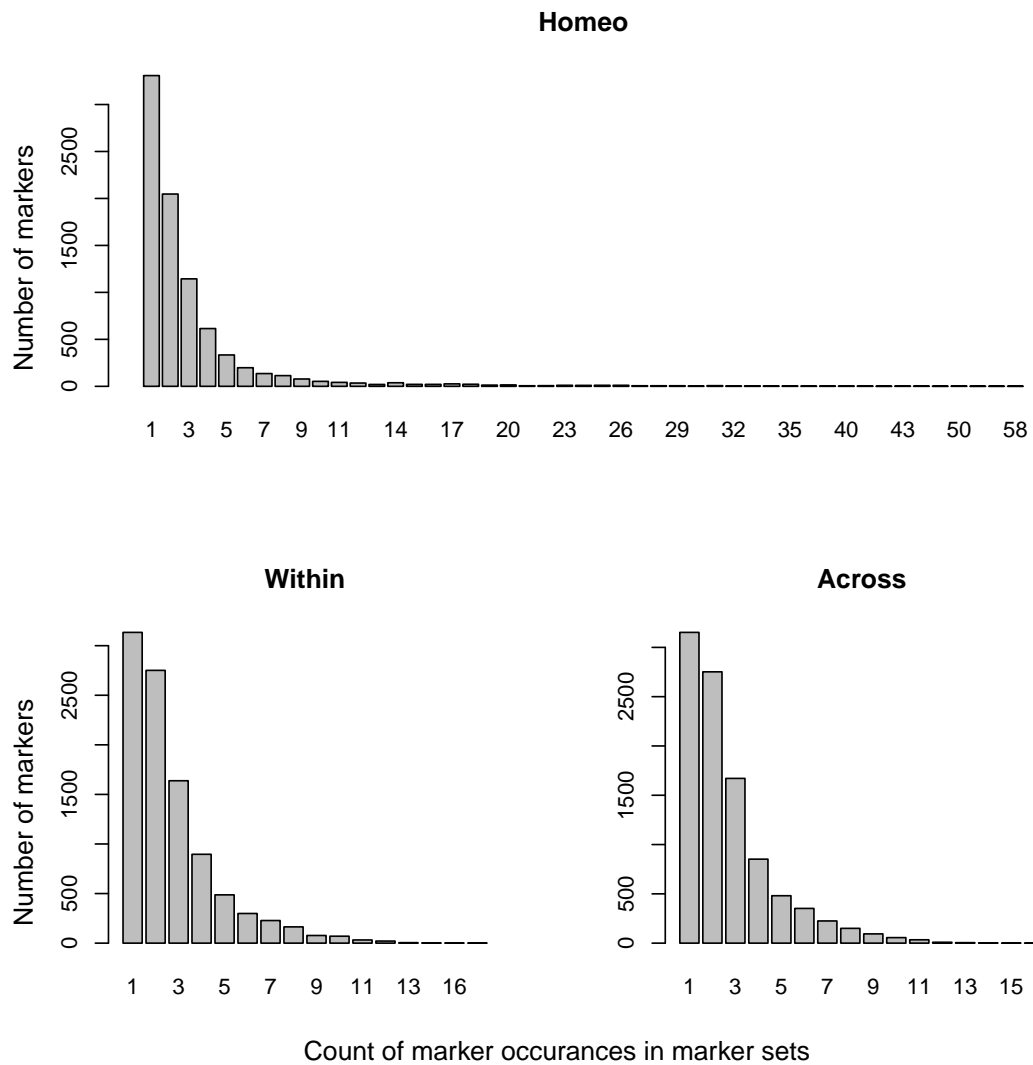 Homeo
Number of markers
0 500 1500 2500
1 3 5 7 9 11 14 17 20 23 26 29 32 35 40 43 50 58
Within
Number of markers
0 500 1500 2500
1 3 5 7 9 11 13 16
Across
0 500 1500 2500
1 3 5 7 9 11 13 15
Count of marker occurances in marker sets